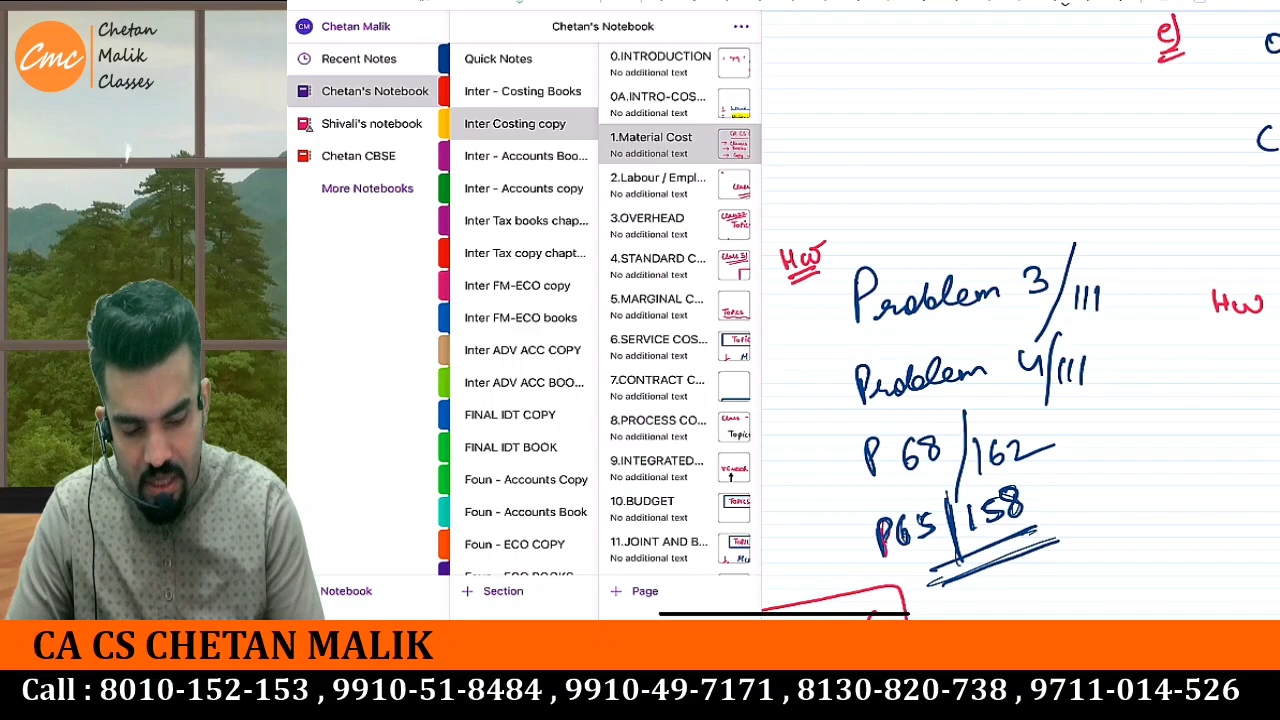 Cmc
Chetan
Malik
Classes
CM Chetan Malik
Recent Notes
Chetan's Notebook
Shivali's notebook
Chetan CBSE
More Notebooks
Notebook
Chetan's Notebook
Quick Notes
Inter - Costing Books
Inter Costing copy
Inter - Accounts Boo...
Inter - Accounts copy
Inter Tax books chap...
Inter Tax copy chapt...
Inter FM-ECO copy
Inter FM-ECO books
Inter ADV ACC COPY
Inter ADV ACC BOO...
FINAL IDT COPY
FINAL IDT BOOK
Foun - Accounts Copy
Foun - Accounts Book
Foun - ECO COPY
Foun - ECO BOOKS
+ Section
0.INTRODUCTION
No additional text
0A.INTRO-COS...
No additional text
1.Material Cost
No additional text
2.Labour / Empl...
No additional text
3.OVERHEAD
No additional text
4.STANDARD C...
No additional text
5.MARGINAL C...
No additional text
6.SERVICE COS...
No additional text
7.CONTRACT C...
No additional text
8.PROCESS CO...
No additional text
9.INTEGRATED...
No additional text
10.BUDGET
No additional text
11.JOINT AND B...
No additional text
+ Page
e)
HW
Problem 3/111
Problem 4/111
P 68/162
P65/158
HW
CA CS CHETAN MALIK
Call : 8010-152-153 , 9910-51-8484 , 9910-49-7171 , 8130-820-738 , 9711-014-526